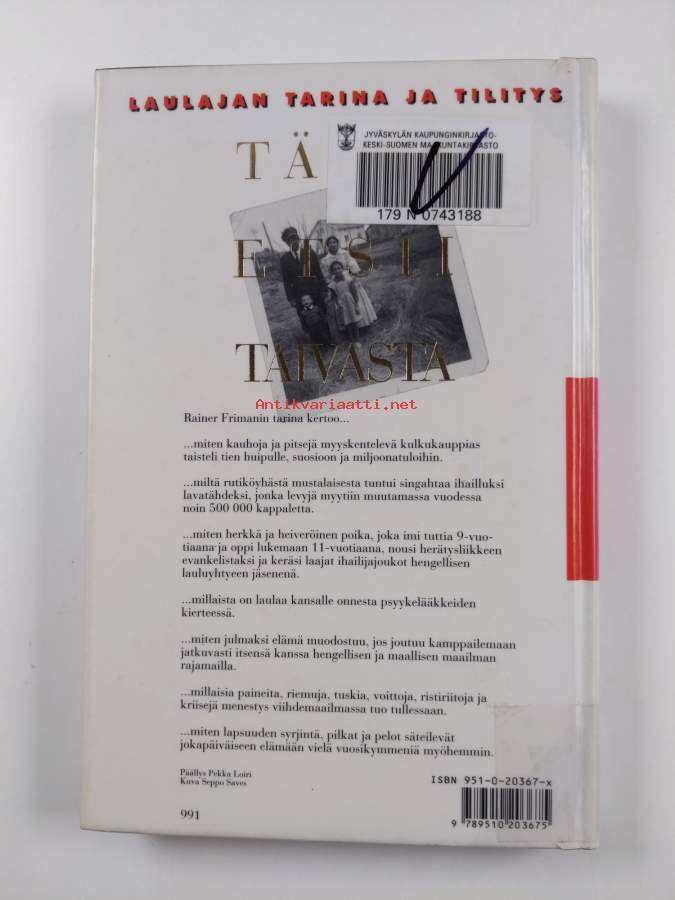 LAULAJAN TARINA JA TILITYS
JYVÄSKYLÄN KAUPUNGINKIRJASTO-
KESKI-SUOMEN MAAKUNTAKIRJASTO
179 N 0743188
TÄ
ETSII
TAIVASTA
Antikvariaatti.net
Rainer Frimanin tarina kertoo...
...miten kauhoja ja pitsejä myyskentelevä kulkukauppias
taisteli tien huipulle, suosioon ja miljoonatuloihin.
...miltä rutiköyhästä mustalaisesta tuntui singahtaa ihailluksi
lavatähdeksi, jonka levyjä myytiin muutamassa vuodessa
noin 500 000 kappaletta.
...miten herkkä ja heiveröinen poika, joka imi tuttia 9-vuo-
tiaana ja oppi lukemaan 11-vuotiaana, nousi herätysliikkeen
evankelistaksi ja keräsi laajat ihailijajoukot hengellisen
lauluyhtyeen jäsenenä.
...millaista on laulaa kansalle onnesta psyykelääkkeiden
kierteessä.
...miten julmaksi elämä muodostuu, jos joutuu kamppailemaan
jatkuvasti itsensä kanssa hengellisen ja maallisen maailman
rajamailla.
...millaisia paineita, riemuja, tuskia, voittoja, ristiriitoja ja
kriisejä menestys viihdemaailmassa tuo tullessaan.
...miten lapsuuden syrjintä, pilkat ja pelot säteilevät
jokapäiväiseen elämään vielä vuosikymmeniä myöhemmin.
Päällys Pekka Loiri
Kuva Seppo Saves
991
ISBN 951-0-20367-x
9 789510 203675